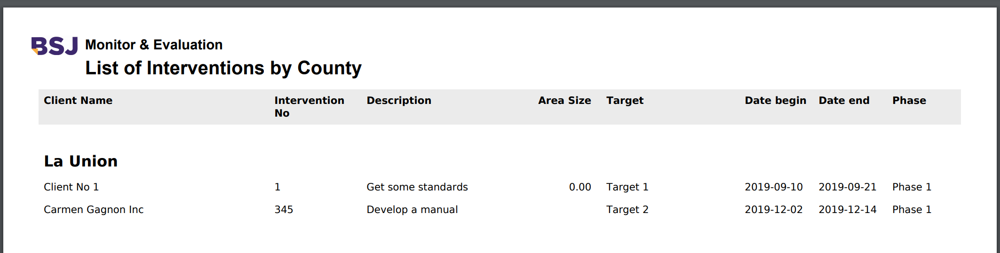 BSJ Monitor & Evaluation
List of Interventions by County
Client Name Intervention No Description Area Size Target Date begin Date end Phase
La Union
Client No 1 1 Get some standards 0.00 Target 1 2019-09-10 2019-09-21 Phase 1
Carmen Gagnon Inc 345 Develop a manual Target 2 2019-12-02 2019-12-14 Phase 1